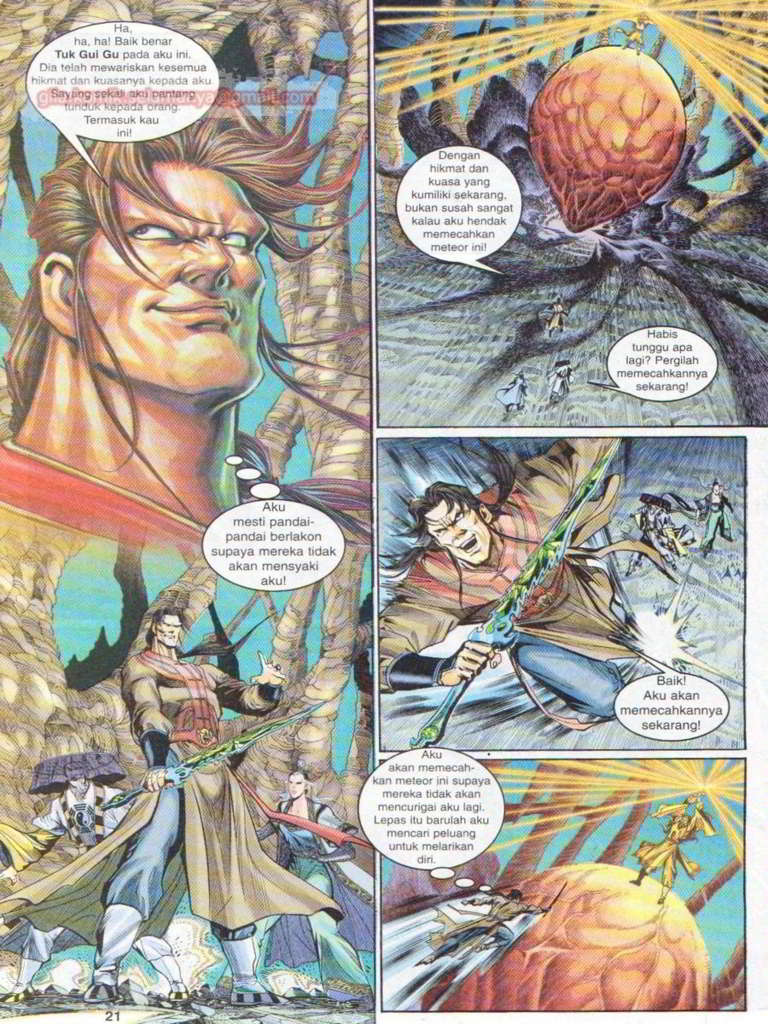 Ha,
ha, ha! Baik benar
Tuk Gui Gu pada aku ini.
Dia telah mewariskan kesemua
hikmat dan kuasanya kepada aku
Sayang sekali aku pantang
tunduk kepada orang.
Termasuk kau
ini!
Aku
mesti pandai-
pandai berlakon
supaya mereka tidak
akan mensyaki
aku!
Dengan
hikmat dan
kuasa yang
kumiliki sekarang,
bukan susah sangat
kalau aku hendak
memecahkan
meteor ini!
Habis
tunggu apa
lagi? Pergilah
memecahkannya
sekarang!
Baik!
Aku akan
memecahkannya
sekarang!
Aku
akan memecah-
kan meteor ini supaya
mereka tidak akan
mencurigai aku lagi.
Lepas itu barulah aku
mencari peluang
untuk melarikan
diri.
21